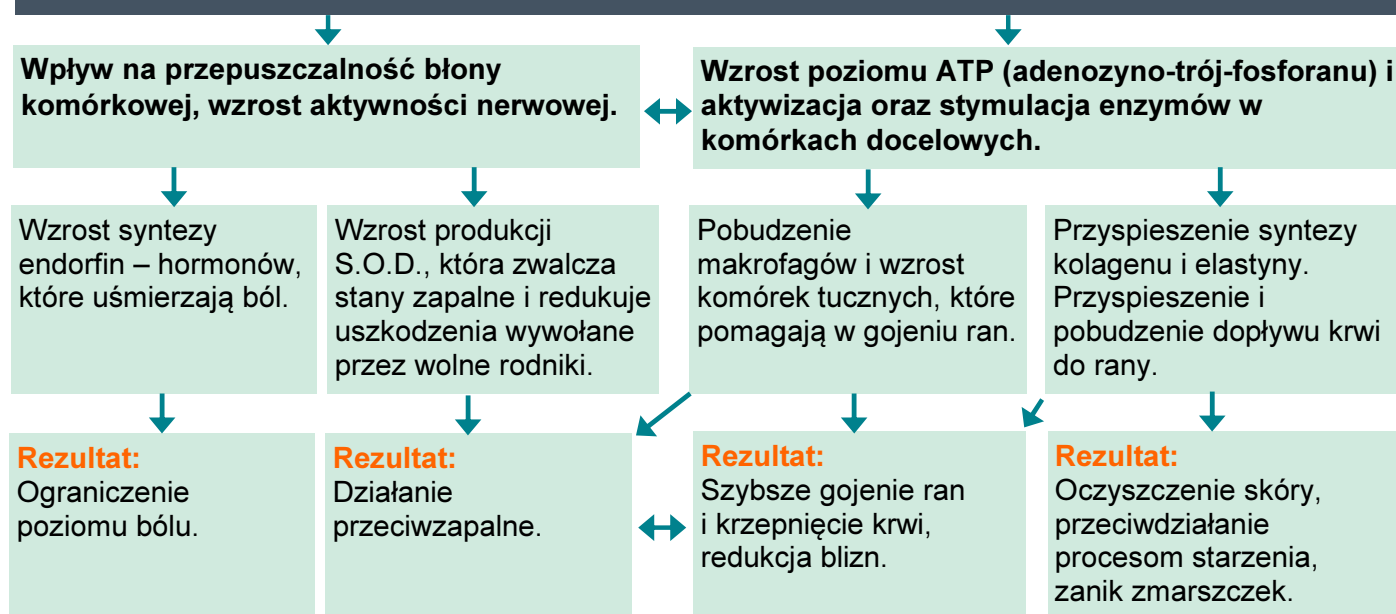 Wpływ na przepuszczalność błony
komórkowej, wzrost aktywności nerwowej.
Wzrost poziomu ATP (adenozyno-trój-fosforanu) i
aktywizacja oraz stymulacja enzymów w
komórkach docelowych.
Wzrost syntezy
endorfin – hormonów,
które uśmierzają ból.
Wzrost produkcji
S.O.D., która zwalcza
stany zapalne i redukuje
uszkodzenia wywołane
przez wolne rodniki.
Pobudzenie
makrofagów i wzrost
komórek tucznych, które
pomagają w gojeniu ran.
Przyspieszenie syntezy
kolagenu i elastyny.
Przyspieszenie i
pobudzenie dopływu krwi
do rany.
Rezultat:
Ograniczenie
poziomu bólu.
Rezultat:
Działanie
przeciwzapalne.
Rezultat:
Szybsze gojenie ran
i krzepnięcie krwi,
redukcja blizn.
Rezultat:
Oczyszczenie skóry,
przeciwdziałanie
procesom starzenia,
zanik zmarszczek.